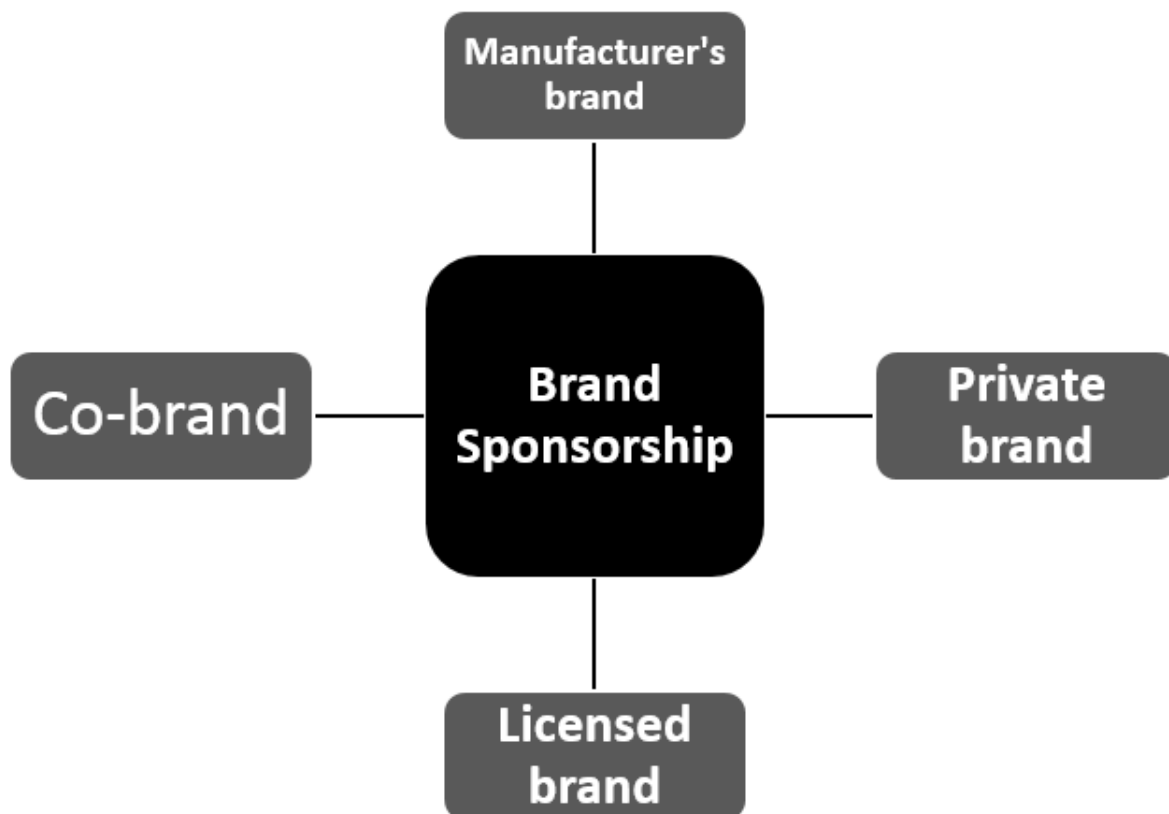 Manufacturer's
brand
Co-brand
Brand
Sponsorship
Private
brand
Licensed
brand